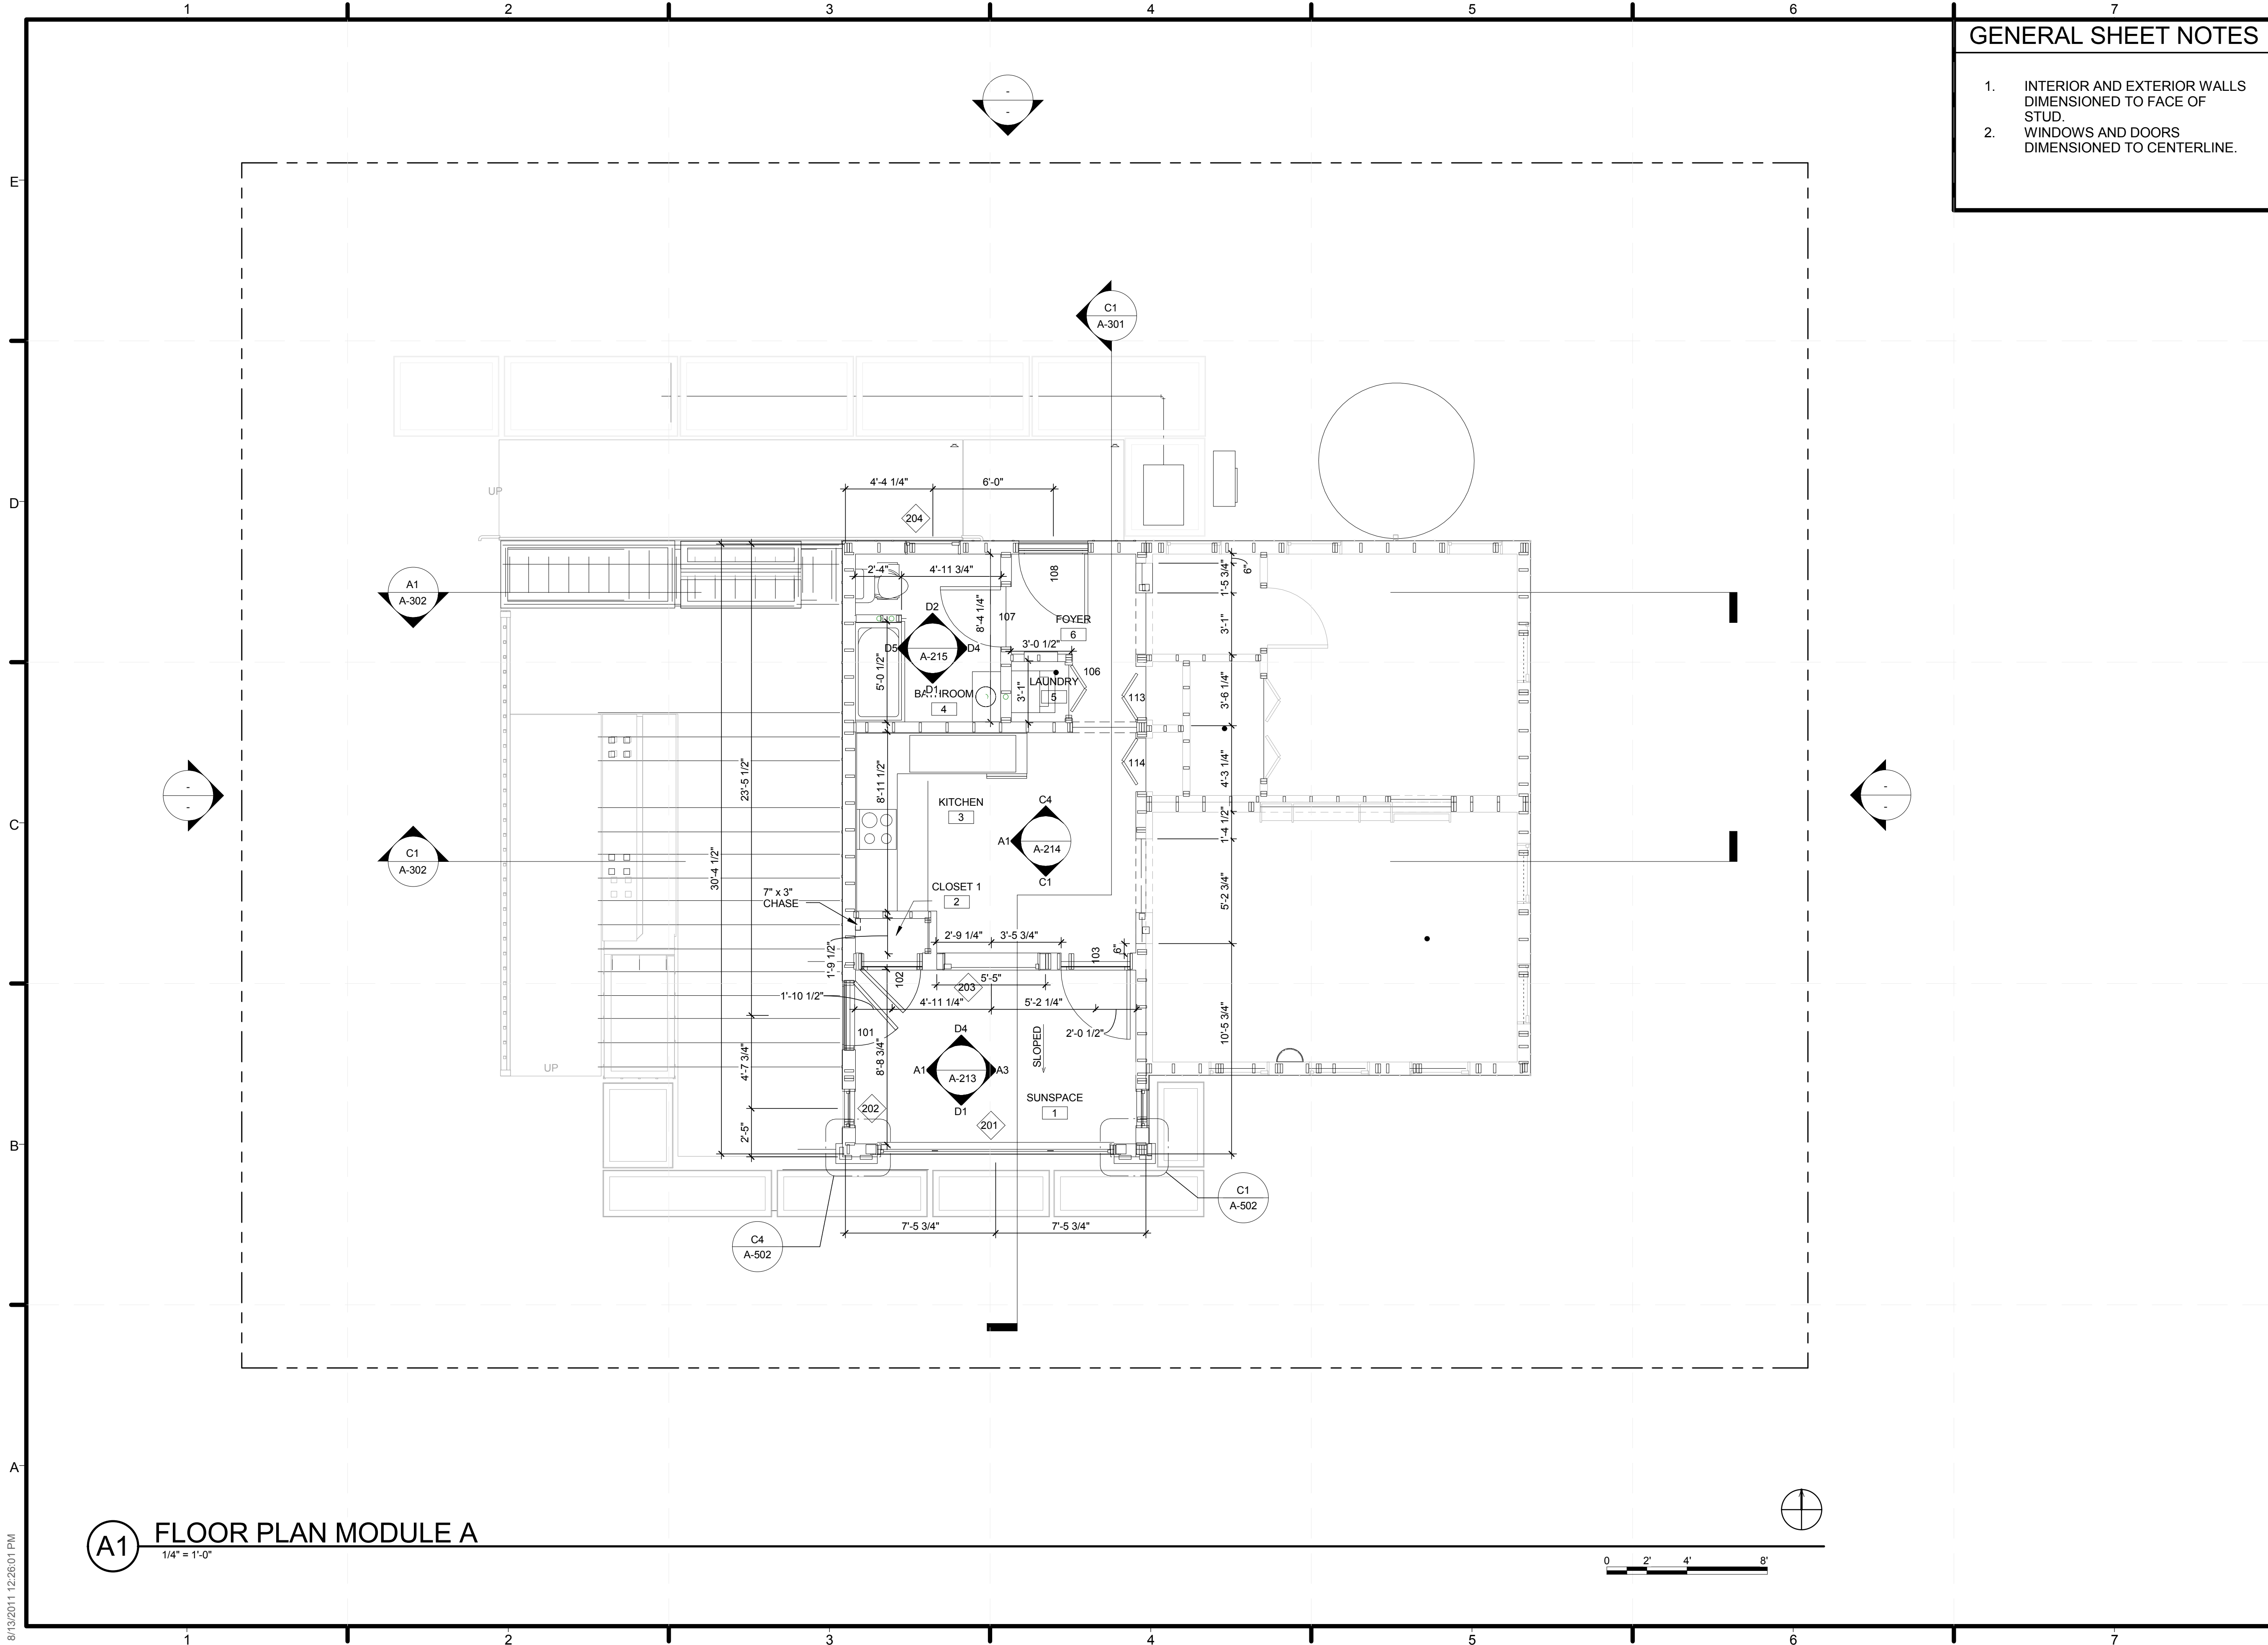 1 2 3 4 5 6 7
GENERAL SHEET NOTES
1. INTERIOR AND EXTERIOR WALLS
DIMENSIONED TO FACE OF
STUD.
2. WINDOWS AND DOORS
DIMENSIONED TO CENTERLINE.
-
-
E
C1
A-301
D
UP
4'-4 1/4"
6'-0"
204
A1
A-302
2'-4"
4'-11 3/4"
108
1'-5 3/4"
6"
D2
8'-4 1/4"
107
FOYER
6
3'-1"
D5
A-215
D4
3'-0 1/2"
5'-0 1/2"
106
D1
BATHROOM
4
3'-1"
LAUNDRY
5
113
3'-6 1/4"
23'-5 1/2"
8'-11 1/2"
114
4'-3 1/4"
-
-
-
-
C
KITCHEN
3
C4
A1
A-214
C1
1'-4 1/2"
C1
A-302
30'-4 1/2"
7" x 3"
CHASE
CLOSET 1
2
5'-2 3/4"
2'-9 1/4"
3'-5 3/4"
1'-9 1/2"
103
6"
102
5'-5"
203
1'-10 1/2"
4'-11 1/4"
5'-2 1/4"
101
2'-0 1/2"
10'-5 3/4"
SLOPED
D4
A1
A-213
A3
D1
UP
4'-7 3/4"
8'-8 3/4"
SUNSPACE
1
202
201
2'-5"
B
C1
A-502
7'-5 3/4"
7'-5 3/4"
C4
A-502
A
A1
FLOOR PLAN MODULE A
1/4" = 1'-0"
0 2' 4' 8'
8/13/2011 12:26:01 PM
1 2 3 4 5 6 7